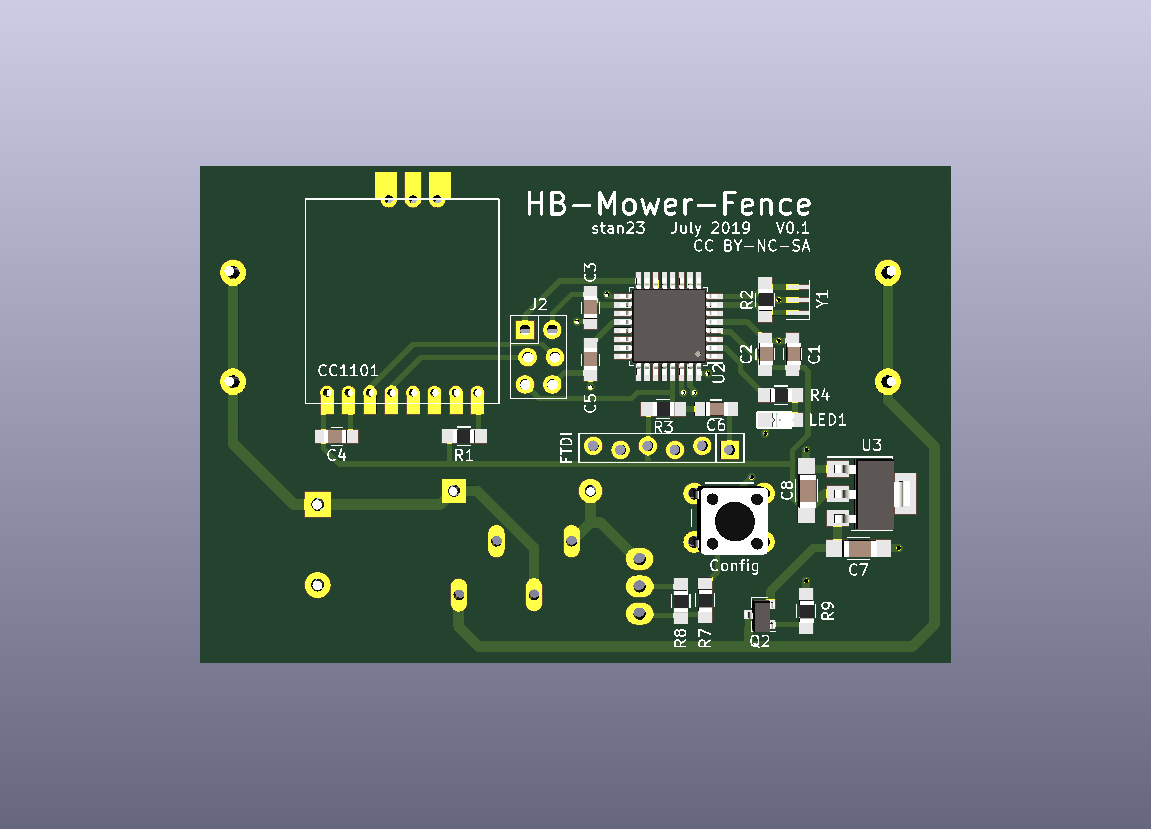 HB-Mower-Fence
stan23 July 2019 V0.1
CC BY-NC-SA
C3
J2
R2
Y1
C2
C1
U2
CC1101
C5
R4
R3
C6
LED1
FTDI
C4
R1
U3
C8
Config
C7
R8
R7
Q2
R9